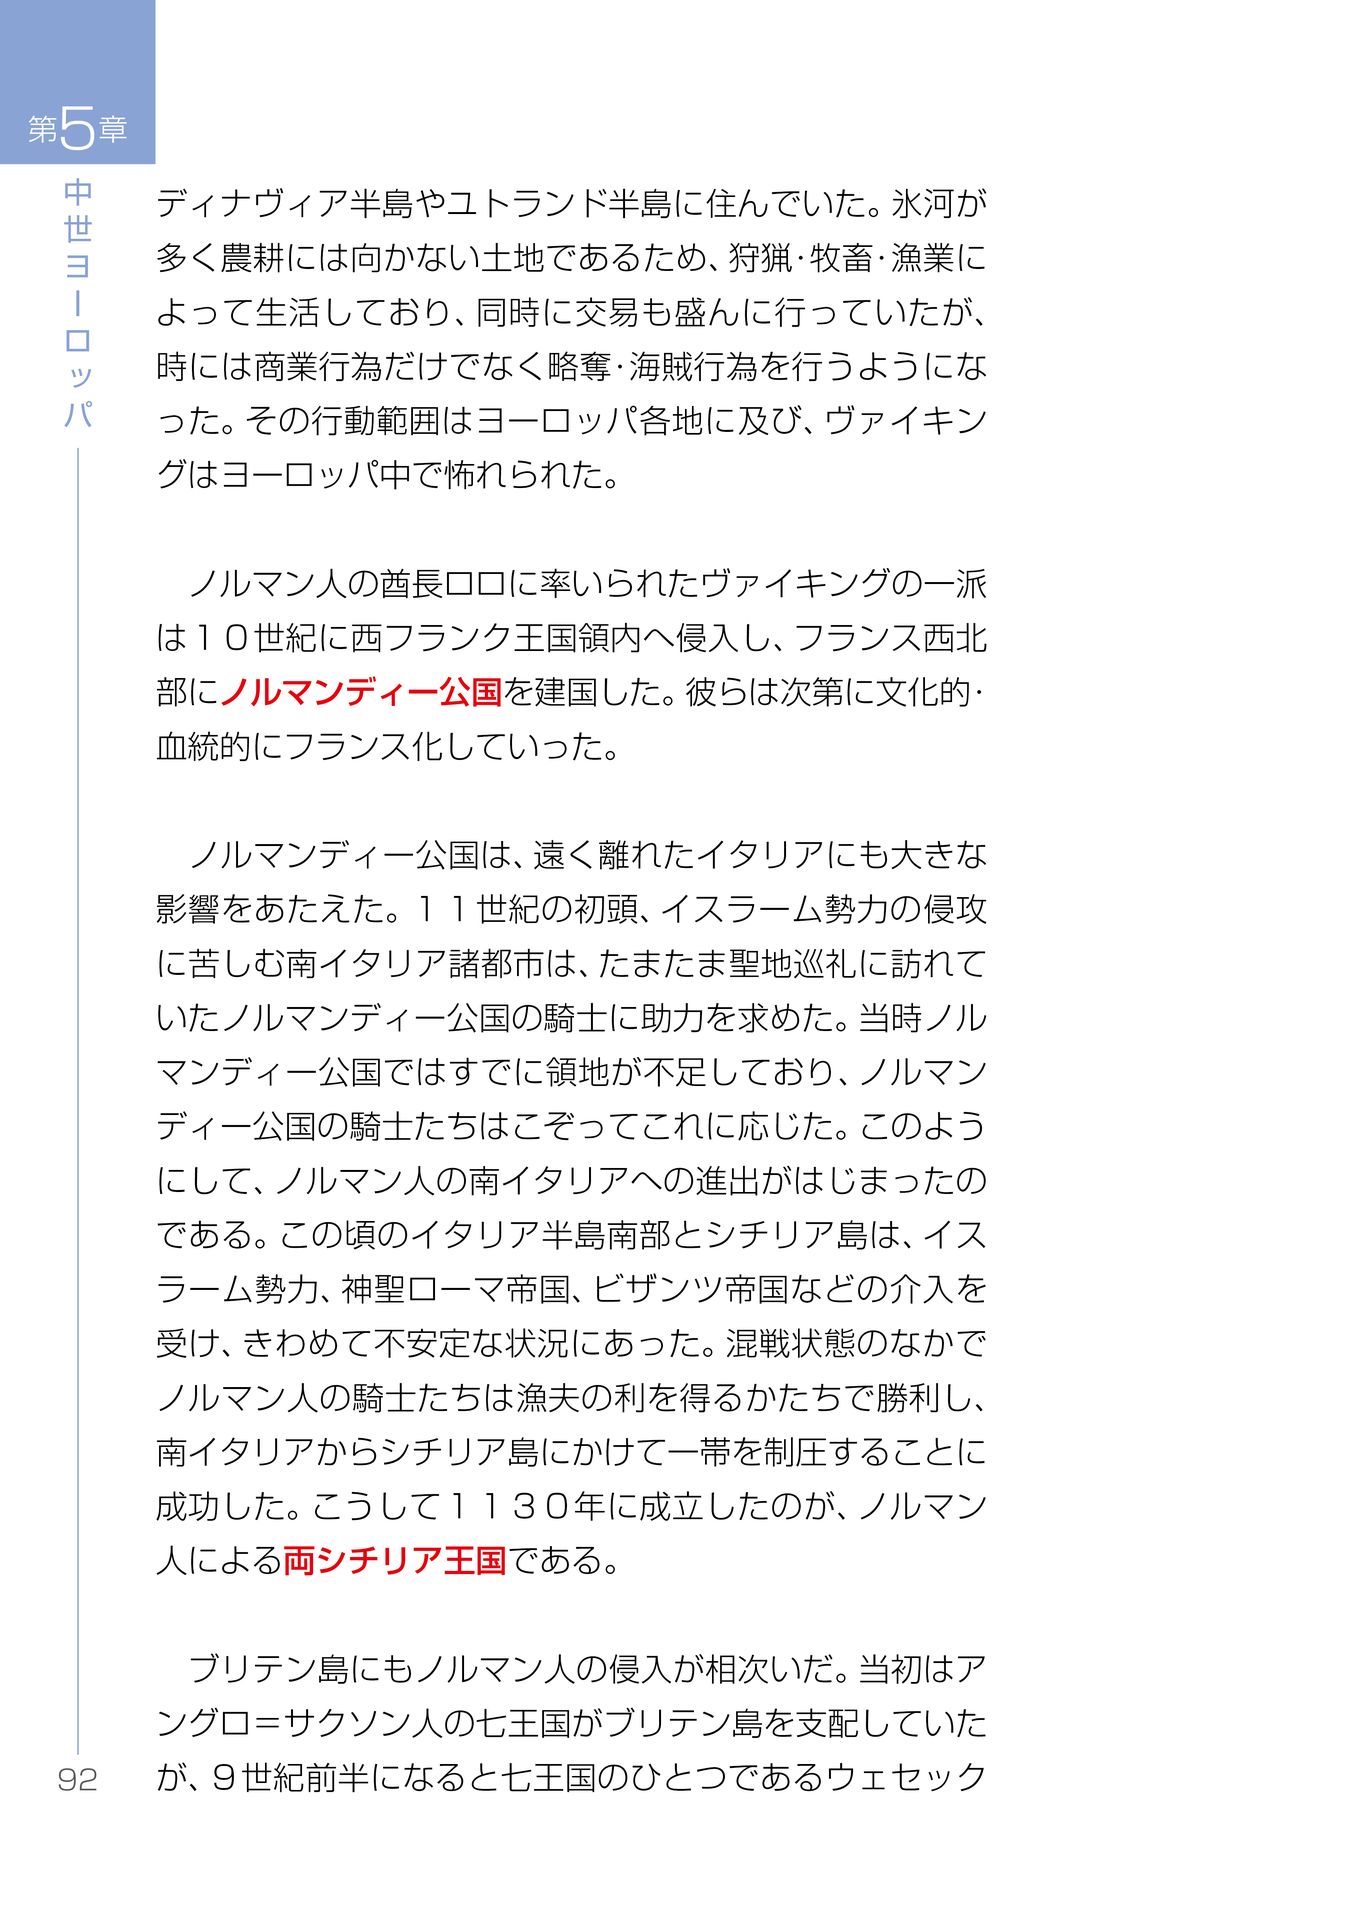 第5章
中世ヨーロッパ
ディナヴィア半島やユトランド半島に住んでいた。氷河が
多く農耕には向かない土地であるため、狩猟・牧畜・漁業に
よって生活しており、同時に交易も盛んに行っていたが、
時には商業行為だけでなく略奪・海賊行為を行うようにな
った。その行動範囲はヨーロッパ各地に及び、ヴァイキン
グはヨーロッパ中で怖れられた。
ノルマン人の酋長ロロに率いられたヴァイキングの一派
は１０世紀に西フランク王国領内へ侵入し、フランス西北
部にノルマンディー公国を建国した。彼らは次第に文化的・
血統的にフランス化していった。
ノルマンディー公国は、遠く離れたイタリアにも大きな
影響をあたえた。１１世紀の初頭、イスラーム勢力の侵攻
に苦しむ南イタリア諸都市は、たまたま聖地巡礼に訪れて
いたノルマンディー公国の騎士に助力を求めた。当時ノル
マンディー公国ではすでに領地が不足しており、ノルマン
ディー公国の騎士たちはこぞってこれに応じた。このよう
にして、ノルマン人の南イタリアへの進出がはじまったの
である。この頃のイタリア半島南部とシチリア島は、イス
ラーム勢力、神聖ローマ帝国、ビザンツ帝国などの介入を
受け、きわめて不安定な状況にあった。混戦状態のなかで
ノルマン人の騎士たちは漁夫の利を得るかたちで勝利し、
南イタリアからシチリア島にかけて一帯を制圧することに
成功した。こうして１１３０年に成立したのが、ノルマン
人による両シチリア王国である。
ブリテン島にもノルマン人の侵入が相次いだ。当初はア
ングロ＝サクソン人の七王国がブリテン島を支配していた
が、９世紀前半になると七王国のひとつであるウェセック
92